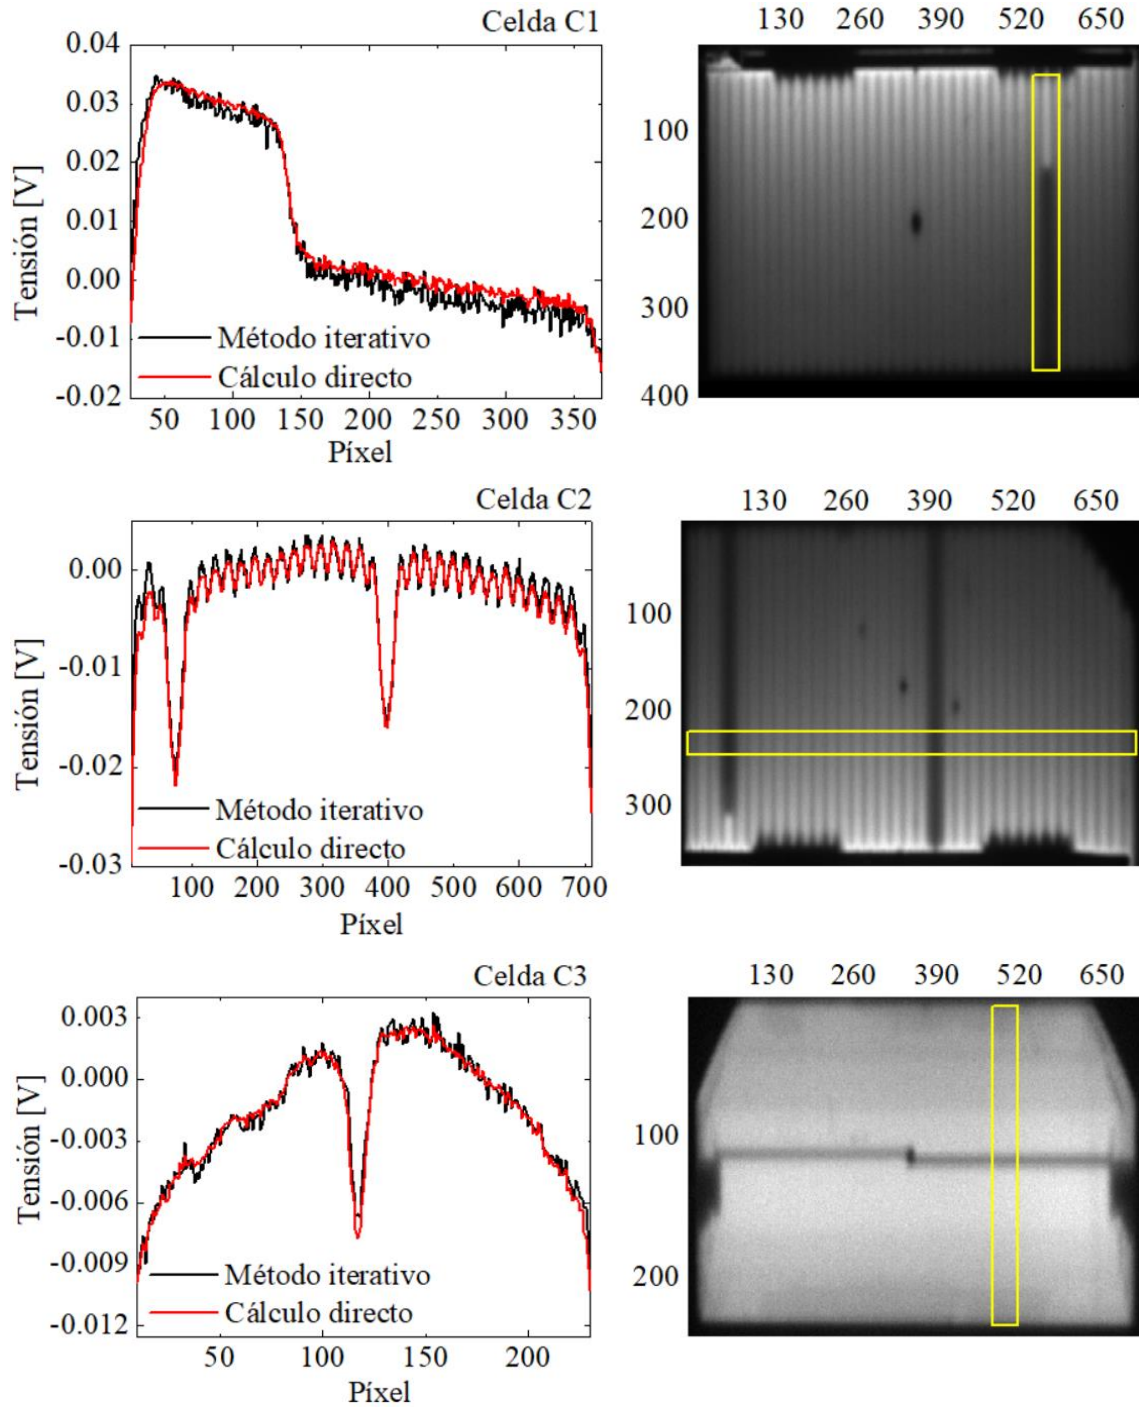 Celda C1
130 260 390 520 650
0.04
0.03
0.02
0.01
0.00
-0.01
-0.02
Tensión [V]
Método iterativo
Cálculo directo
50 100 150 200 250 300 350
Píxel
100
200
300
400
Celda C2
130 260 390 520 650
0.00
-0.01
-0.02
-0.03
Tensión [V]
Método iterativo
Cálculo directo
100 200 300 400 500 600 700
Píxel
100
200
300
Celda C3
130 260 390 520 650
0.003
0.000
-0.003
-0.006
-0.009
-0.012
Tensión [V]
Método iterativo
Cálculo directo
50 100 150 200
Píxel
100
200